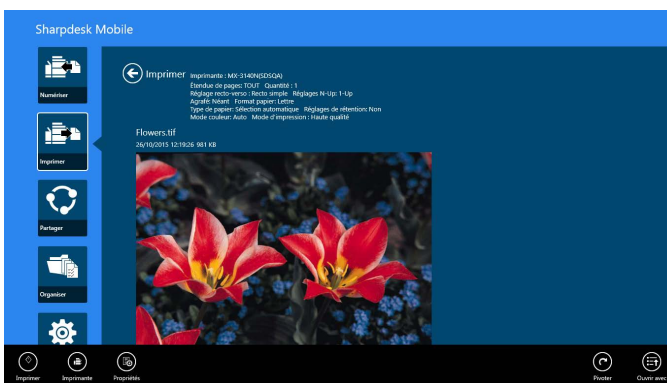 Sharpdesk Mobile
Numériser
Imprimer
Partager
Organiser
Imprimer
Imprimante : MX-3140N(SDSQA)
Étendue de pages: TOUT Quantité : 1
Réglage recto-verso : Recto simple Réglages N-Up: 1-Up
Agrafé: Néant Format papier: Lettre
Type de papier: Sélection automatique Réglages de rétention: Non
Mode couleur: Auto Mode d'impression : Haute qualité
Flowers.tif
26/10/2015 12:19:26 981 KB
Imprimer
Imprimante
Propriétés
Pivoter
Ouvrir avec